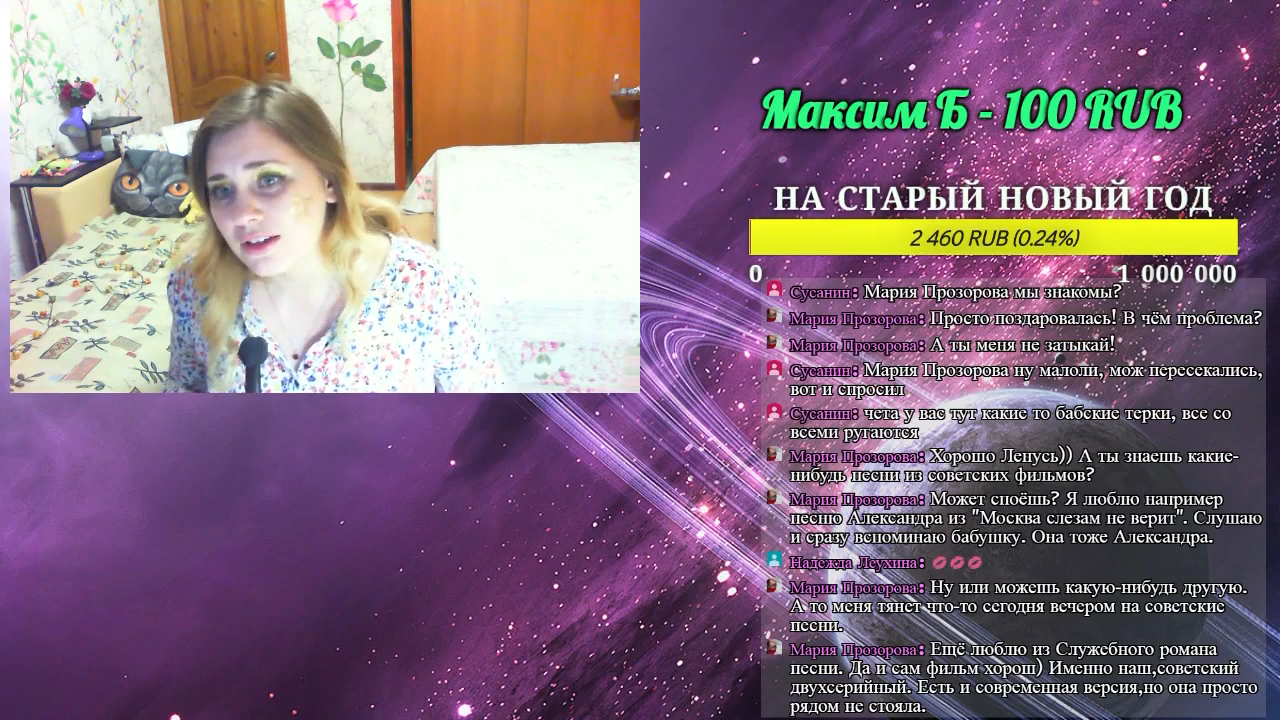 Максим Б - 100 RUB
НА СТАРЫЙ НОВЫЙ ГОД
2 460 RUB (0.24%)
0 1 000 000
Сусанин: Мария Прозорова мы знакомы?
Мария Прозорова: Просто поздаровалась! В чём проблема?
Мария Прозорова: А ты меня не затыкай!
Сусанин: Мария Прозорова ну малоли, мож пересекались,
вот и спросил
Сусанин: чета у вас тут какие то бабские терки, все со
всеми ругаются
Мария Прозорова: Хорошо Ленусь)) А ты знаешь какие-
нибудь песни из советских фильмов?
Мария Прозорова: Может споёшь? Я люблю например
песню Александра из "Москва слезам не верит". Слушаю
и сразу вспоминаю бабушку. Она тоже Александра.
Надежда Леухина:
Мария Прозорова: Ну или можешь какую-нибудь другую.
А то меня тянет что-то сегодня вечером на советские
песни.
Мария Прозорова: Ещё люблю из Служебного романа
песни. Да и сам фильм хорош) Именно наш,советский
двухсерийный. Есть и современная версия,но она просто
рядом не стояла.